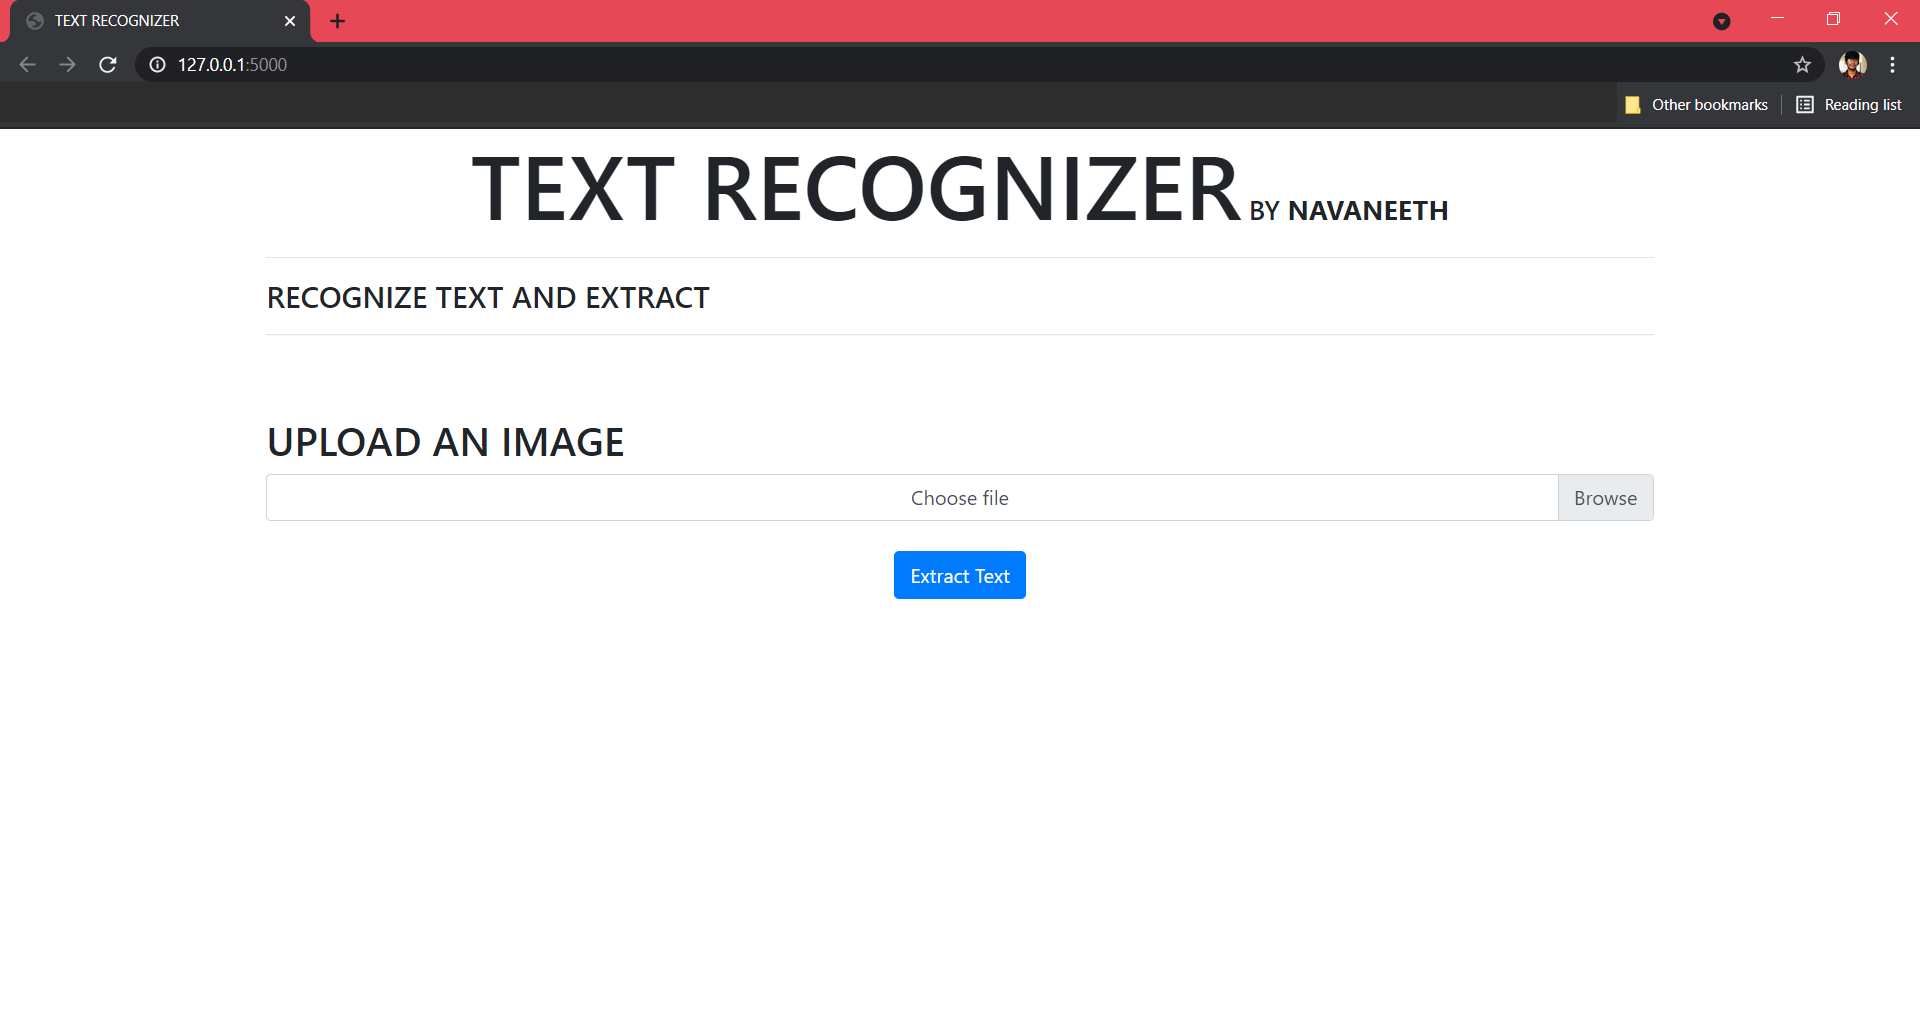 TEXT RECOGNIZER
127.0.0.1:5000
Other bookmarks
Reading list
TEXT RECOGNIZER BY NAVANEETH
RECOGNIZE TEXT AND EXTRACT
UPLOAD AN IMAGE
Choose file
Browse
Extract Text